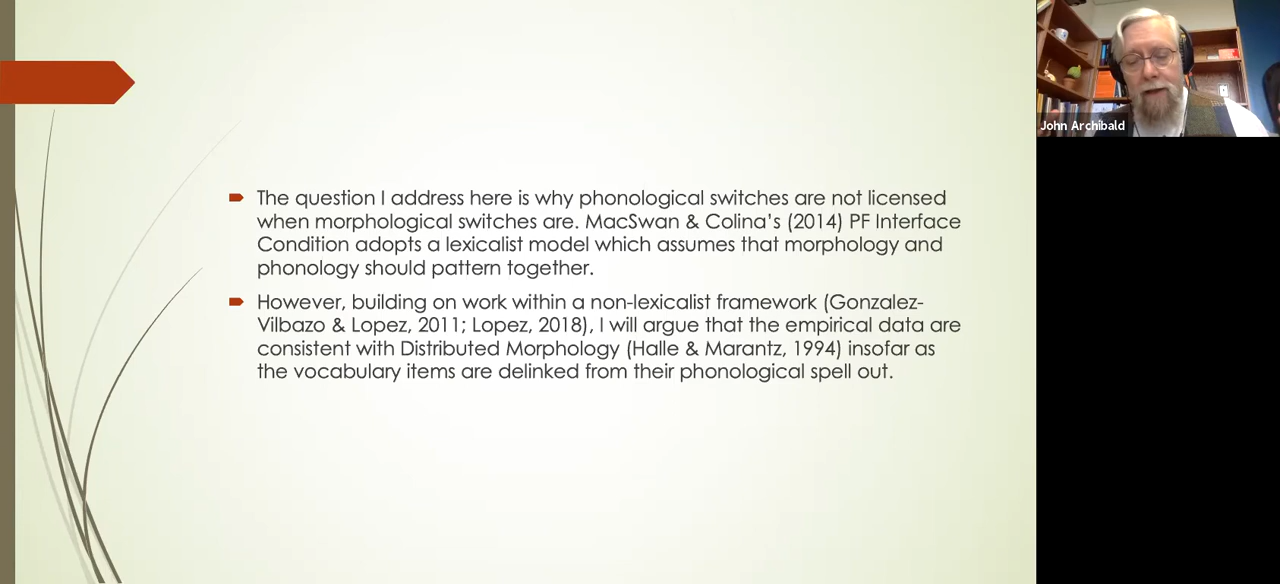 The question I address here is why phonological switches are not licensed
when morphological switches are. MacSwan & Colina's (2014) PF Interface
Condition adopts a lexicalist model which assumes that morphology and
phonology should pattern together.
However, building on work within a non-lexicalist framework (Gonzalez-
Vilbazo & Lopez, 2011; Lopez, 2018), I will argue that the empirical data are
consistent with Distributed Morphology (Halle & Marantz, 1994) insofar as
the vocabulary items are delinked from their phonological spell out.
John Archibald